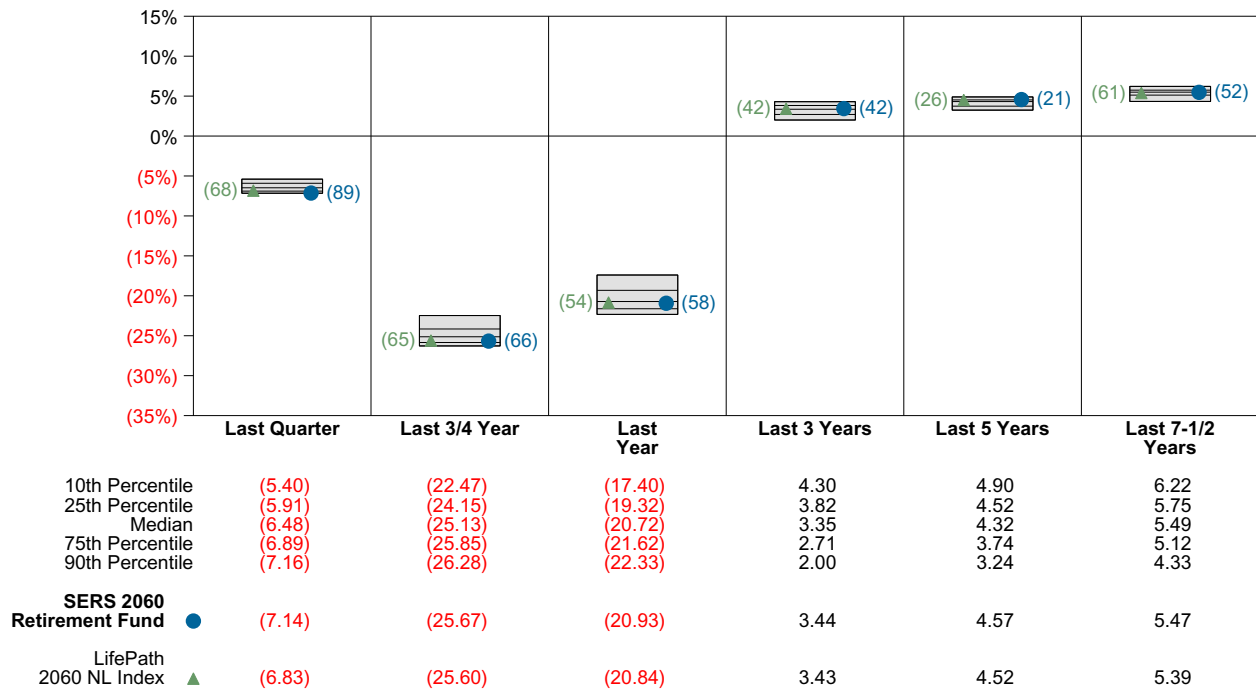 15%
10%
5%
0%
(5%)
(10%)
(15%)
(20%)
(25%)
(30%)
(35%)
(68) (89)
(65) (66)
(54) (58)
(42) (42)
(26) (21)
(61) (52)
Last Quarter Last 3/4 Year Last Year Last 3 Years Last 5 Years Last 7-1/2 Years
10th Percentile (5.40) (22.47) (17.40) 4.30 4.90 6.22
25th Percentile (5.91) (24.15) (19.32) 3.82 4.52 5.75
Median (6.48) (25.13) (20.72) 3.35 4.32 5.49
75th Percentile (6.89) (25.85) (21.62) 2.71 3.74 5.12
90th Percentile (7.16) (26.28) (22.33) 2.00 3.24 4.33
SERS 2060
Retirement Fund (7.14) (25.67) (20.93) 3.44 4.57 5.47
LifePath
2060 NL Index (6.83) (25.60) (20.84) 3.43 4.52 5.39